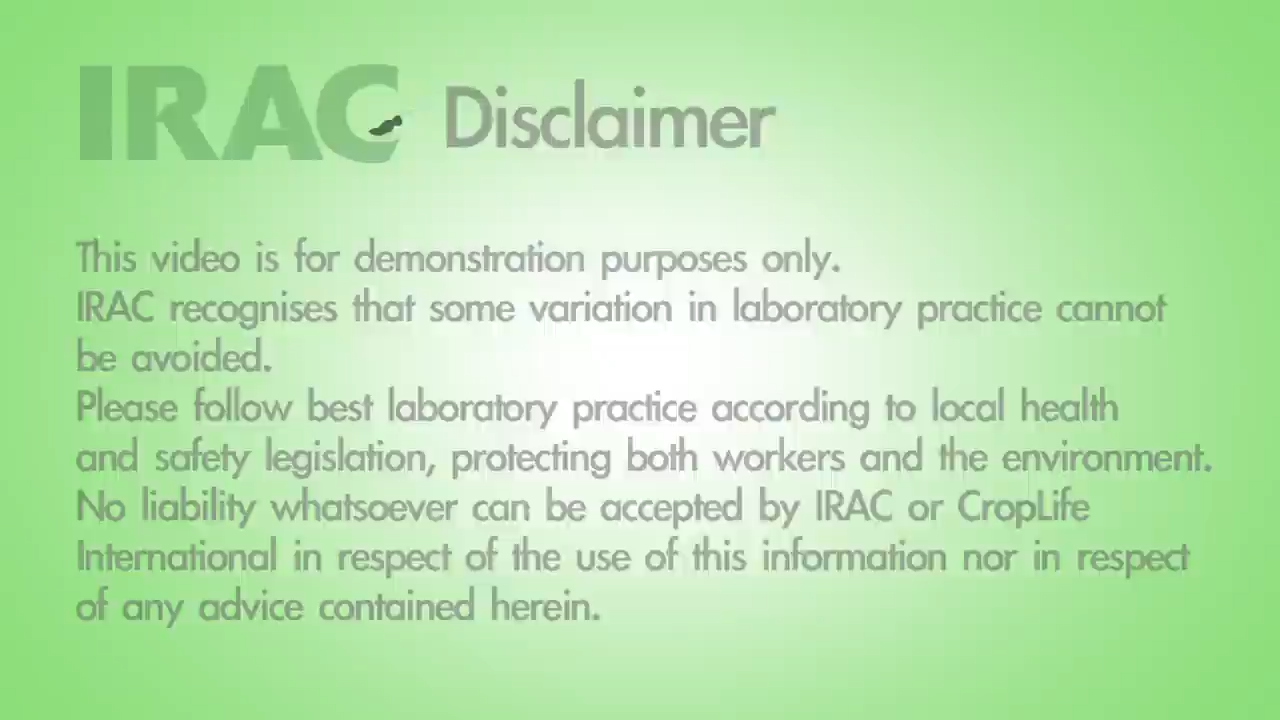 IRAC Disclaimer
This video is for demonstration purposes only.
IRAC recognises that some variation in laboratory practice cannot
be avoided.
Please follow best laboratory practice according to local health
and safety legislation, protecting both workers and the environment.
No liability whatsoever can be accepted by IRAC or CropLife
International in respect of the use of this information nor in respect
of any advice contained herein.